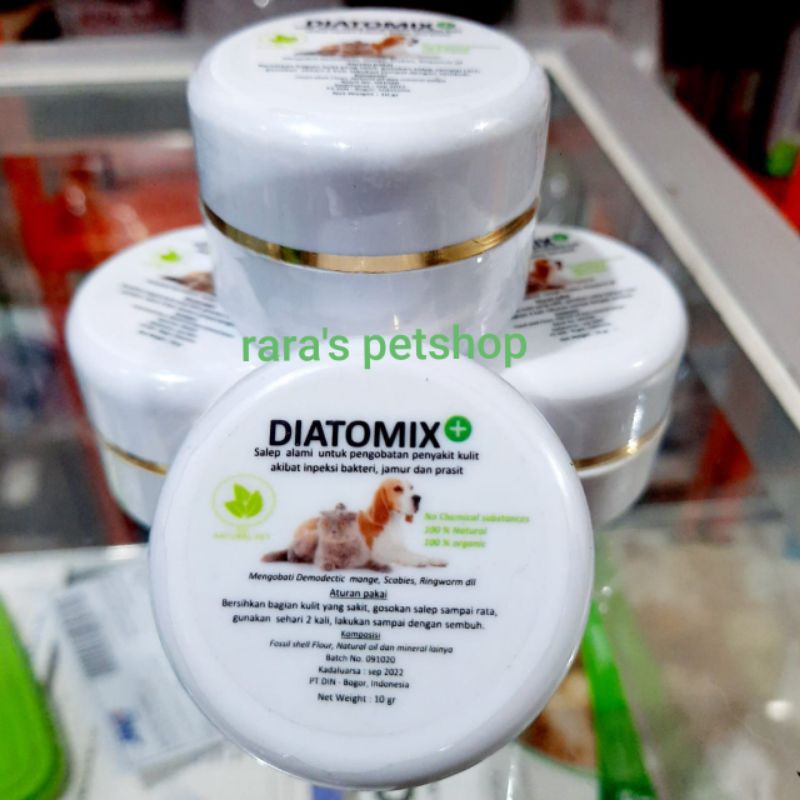 DIATOMIX+
rara's petshop
DIATOMIX+
Salep alami untuk pengobatan penyakit kulit
akibat inpeksi bakteri, jamur dan prasit
NATURAL PET
No Chemical substances
100 % Natural
100 % organic
Mengobati Demodectic mange, Scabies, Ringworm dll
Aturan pakai
Bersihkan bagian kulit yang sakit, gosokan salep sampai rata,
gunakan sehari 2 kali, lakukan sampai dengan sembuh.
Komposisi
Fossil shell Flour, Natural oil dan mineral lainya
Batch No. 091020
Kadaluarsa : sep 2022
PT DIN - Bogor, Indonesia
Net Weight : 10 gr